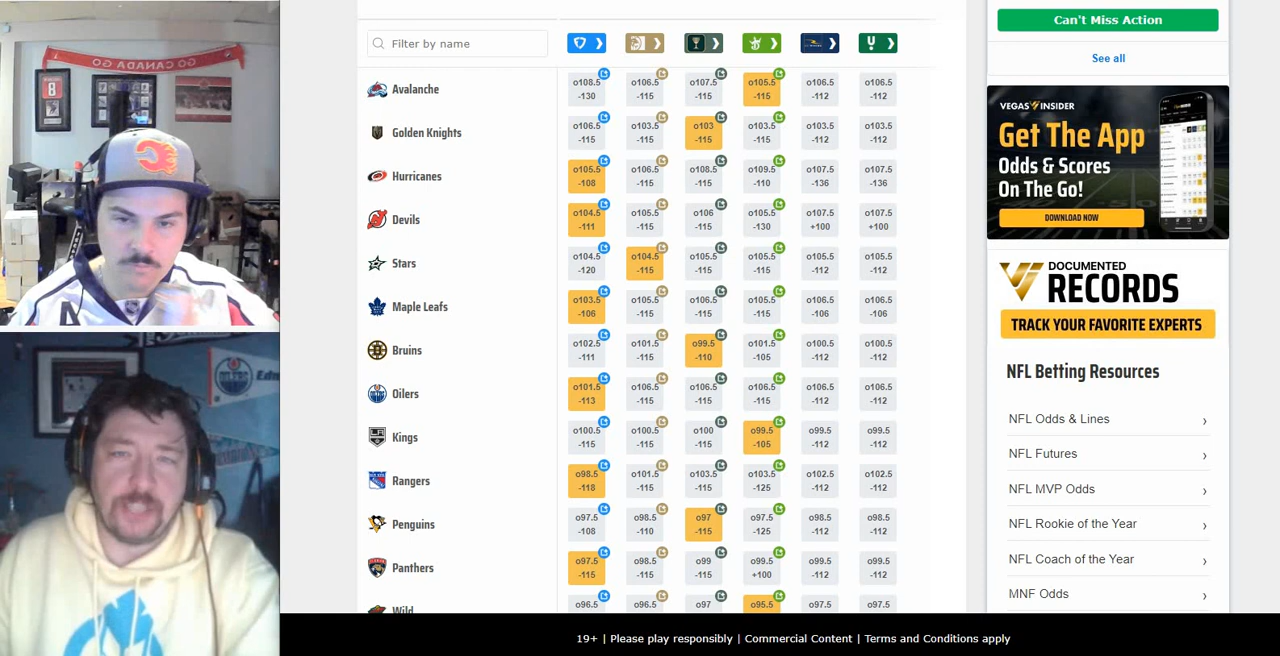 GO CANADA GO
8
OILERS
Edm
Filter by name
Avalanche
o108.5 o106.5 o107.5 o105.5 o106.5 o106.5
-130 -115 -115 -115 -112 -112
Golden Knights
o106.5 o103.5 o103 o103.5 o103.5 o103.5
-115 -115 -115 -115 -112 -112
Hurricanes
o105.5 o106.5 o108.5 o109.5 o107.5 o107.5
-108 -115 -115 -110 -136 -136
Devils
o104.5 o105.5 o106 o105.5 o107.5 o107.5
-111 -115 -115 -130 +100 +100
Stars
o104.5 o104.5 o105.5 o105.5 o105.5 o105.5
-120 -115 -115 -115 -112 -112
Maple Leafs
o103.5 o105.5 o106.5 o105.5 o105.5 o105.5
-106 -115 -115 -115 -106 -106
Bruins
o102.5 o101.5 o99.5 o101.5 o100.5 o100.5
-111 -115 -110 -105 -112 -112
Oilers
o101.5 o106.5 o106.5 o106.5 o106.5 o106.5
-113 -115 -115 -115 -112 -112
Kings
o100.5 o100.5 o100 o99.5 o99.5 o99.5
-115 -115 -115 -105 -112 -112
Rangers
o98.5 o101.5 o103.5 o103.5 o102.5 o102.5
-118 -115 -115 -125 -112 -112
Penguins
o97.5 o98.5 o97 o97.5 o98.5 o98.5
-108 -110 -115 -125 -112 -112
Panthers
o97.5 o98.5 o99 o99.5 o99.5 o99.5
-115 -115 -115 +100 -112 -112
Wild
o96.5 o96.5 o97 o95.5 o97.5 o97.5
Can't Miss Action
See all
VEGAS INSIDER
Get The App
Odds & Scores
On The Go!
DOWNLOAD NOW
DOCUMENTED
RECORDS
TRACK YOUR FAVORITE EXPERTS
NFL Betting Resources
NFL Odds & Lines
NFL Futures
NFL MVP Odds
NFL Rookie of the Year
NFL Coach of the Year
MNF Odds
19+ | Please play responsibly | Commercial Content | Terms and Conditions apply